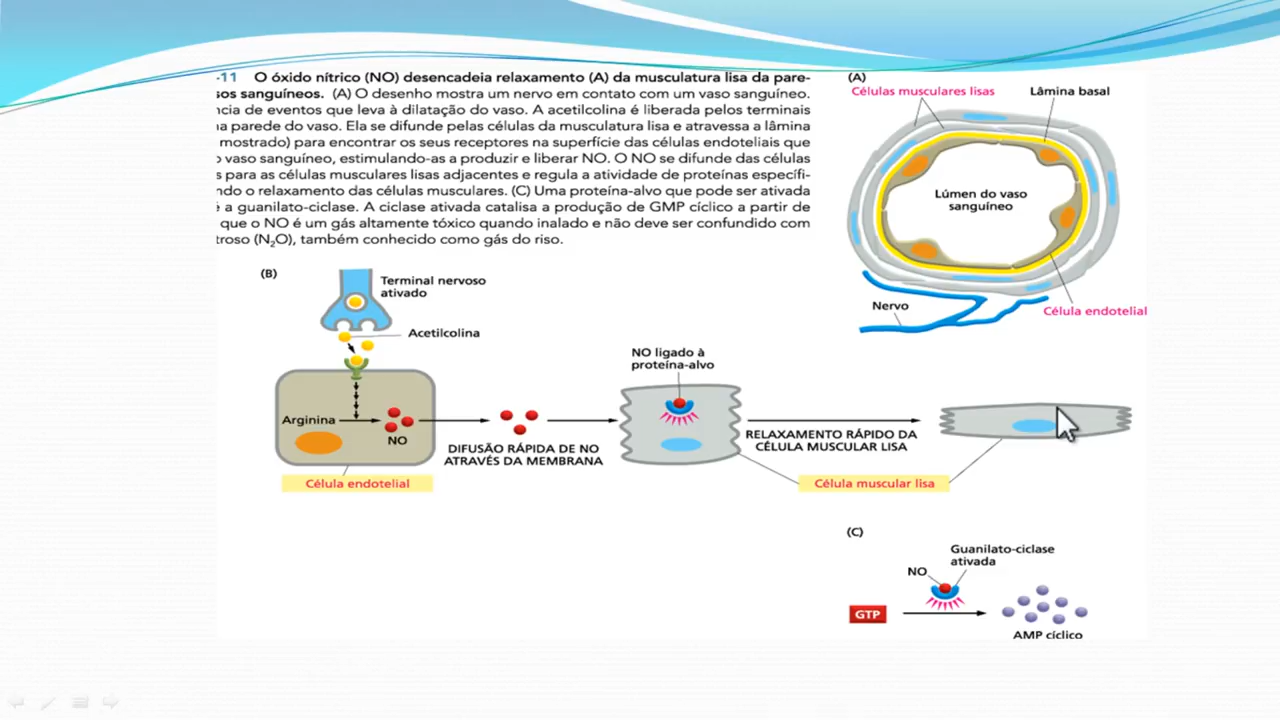 -11 O óxido nítrico (NO) desencadeia relaxamento (A) da musculatura lisa da pare-
sos sanguíneos. (A) O desenho mostra um nervo em contato com um vaso sanguíneo.
ncia de eventos que leva à dilatação do vaso. A acetilcolina é liberada pelos terminais
a parede do vaso. Ela se difunde pelas células da musculatura lisa e atravessa a lâmina
mostrado) para encontrar os seus receptores na superfície das células endoteliais que
o vaso sanguíneo, estimulando-as a produzir e liberar NO. O NO se difunde das células
s para as células musculares lisas adjacentes e regula a atividade de proteínas específi-
ndo o relaxamento das células musculares. (C) Uma proteína-alvo que pode ser ativada
é a guanilato-ciclase. A ciclase ativada catalisa a produção de GMP cíclico a partir de
que o NO é um gás altamente tóxico quando inalado e não deve ser confundido com
troso (N₂O), também conhecido como gás do riso.
(A)
Células musculares lisas
Lâmina basal
Lúmen do vaso
sanguíneo
Nervo
Célula endotelial
(B)
Terminal nervoso
ativado
Acetilcolina
Arginina
NO
Célula endotelial
DIFUSÃO RÁPIDA DE NO
ATRAVÉS DA MEMBRANA
NO ligado à
proteína-alvo
RELAXAMENTO RÁPIDO DA
CÉLULA MUSCULAR LISA
Célula muscular lisa
(C)
Guanilato-ciclase
ativada
NO
GTP
AMP cíclico